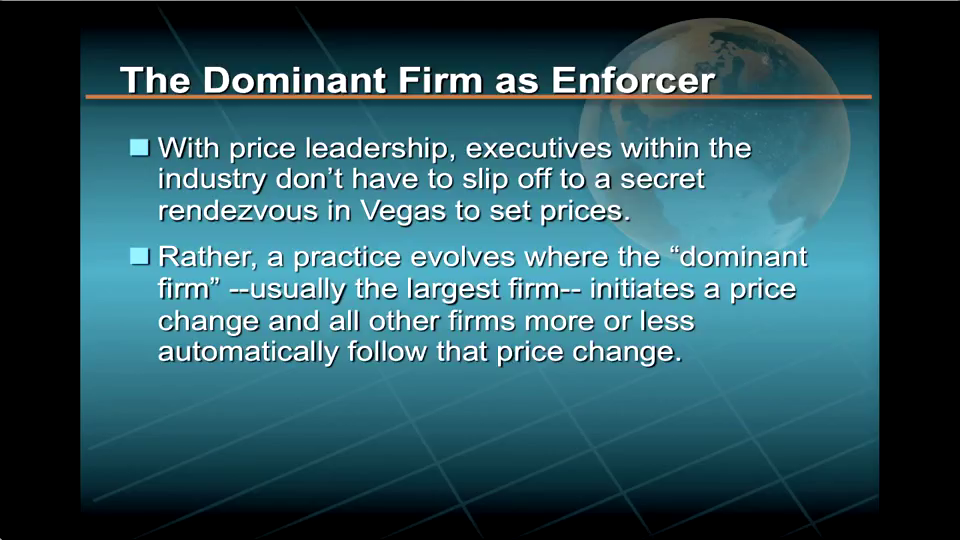 The Dominant Firm as Enforcer
With price leadership, executives within the
industry don’t have to slip off to a secret
rendezvous in Vegas to set prices.
Rather, a practice evolves where the “dominant
firm” --usually the largest firm-- initiates a price
change and all other firms more or less
automatically follow that price change.